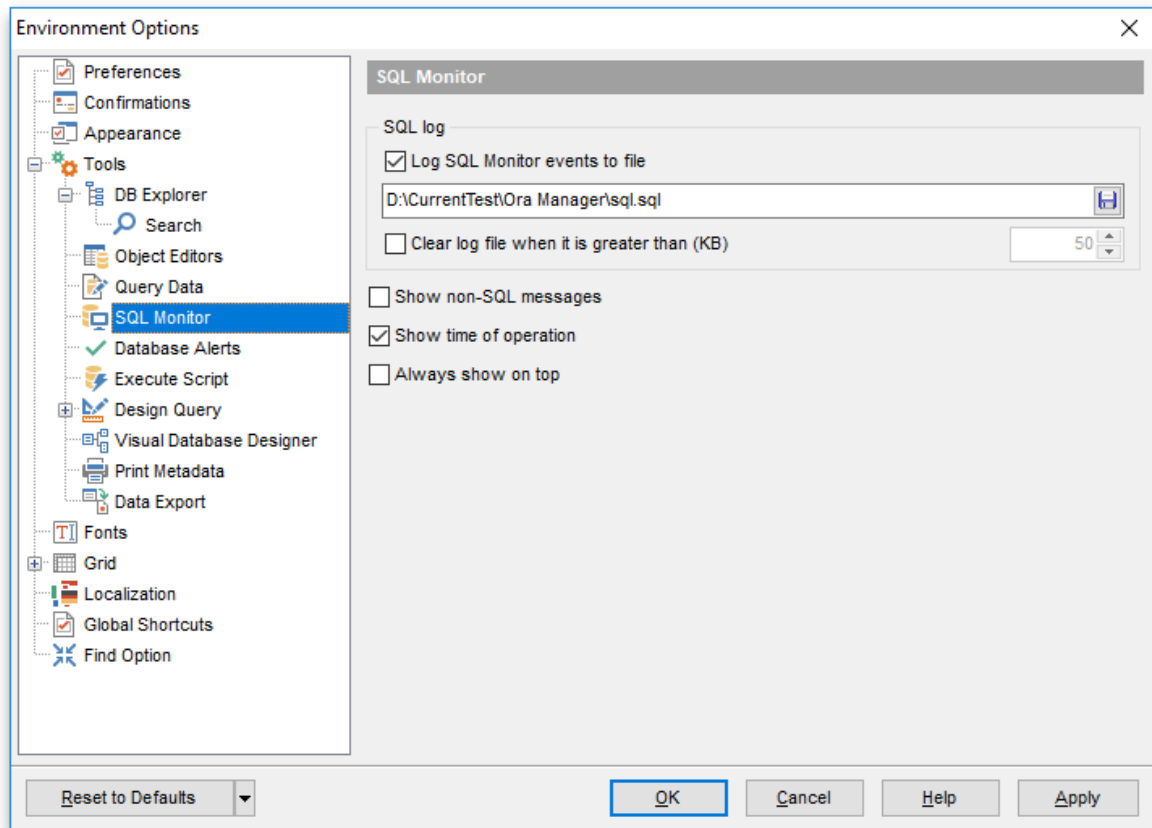 Environment Options
Preferences
Confirmations
Appearance
Tools
DB Explorer
Search
Object Editors
Query Data
SQL Monitor
Database Alerts
Execute Script
Design Query
Visual Database Designer
Print Metadata
Data Export
Fonts
Grid
Localization
Global Shortcuts
Find Option
SQL Monitor
SQL log
Log SQL Monitor events to file
D:\CurrentTest\Ora Manager\sql.sql
Clear log file when it is greater than (KB) 50
Show non-SQL messages
Show time of operation
Always show on top
Reset to Defaults OK Cancel Help Apply